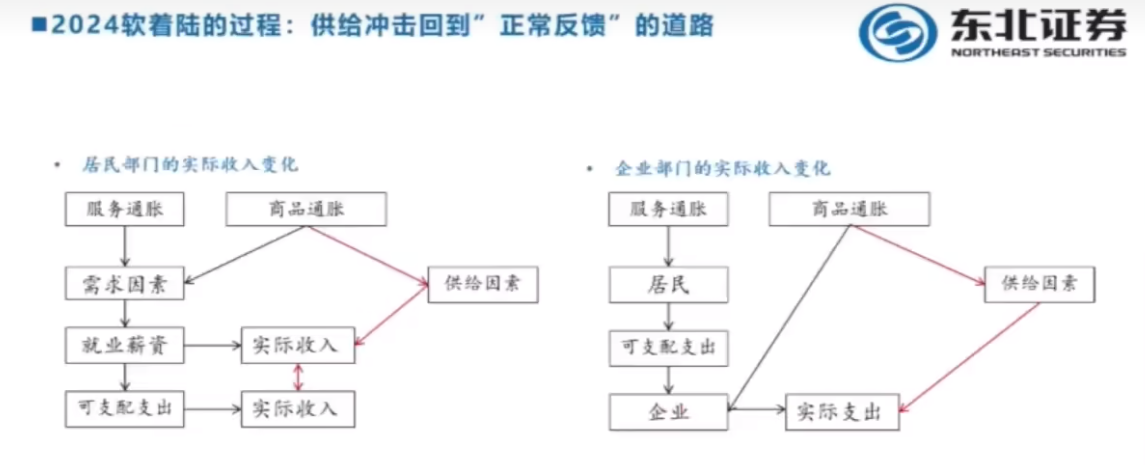 ■2024软着陆的过程：供给冲击回到”正常反馈”的道路
东北证券
NORTHEAST SECURITIES
• 居民部门的实际收入变化
服务通胀
商品通胀
需求因素
供给因素
就业薪资
实际收入
可支配支出
实际收入
• 企业部门的实际收入变化
服务通胀
商品通胀
居民
供给因素
可支配支出
企业
实际支出